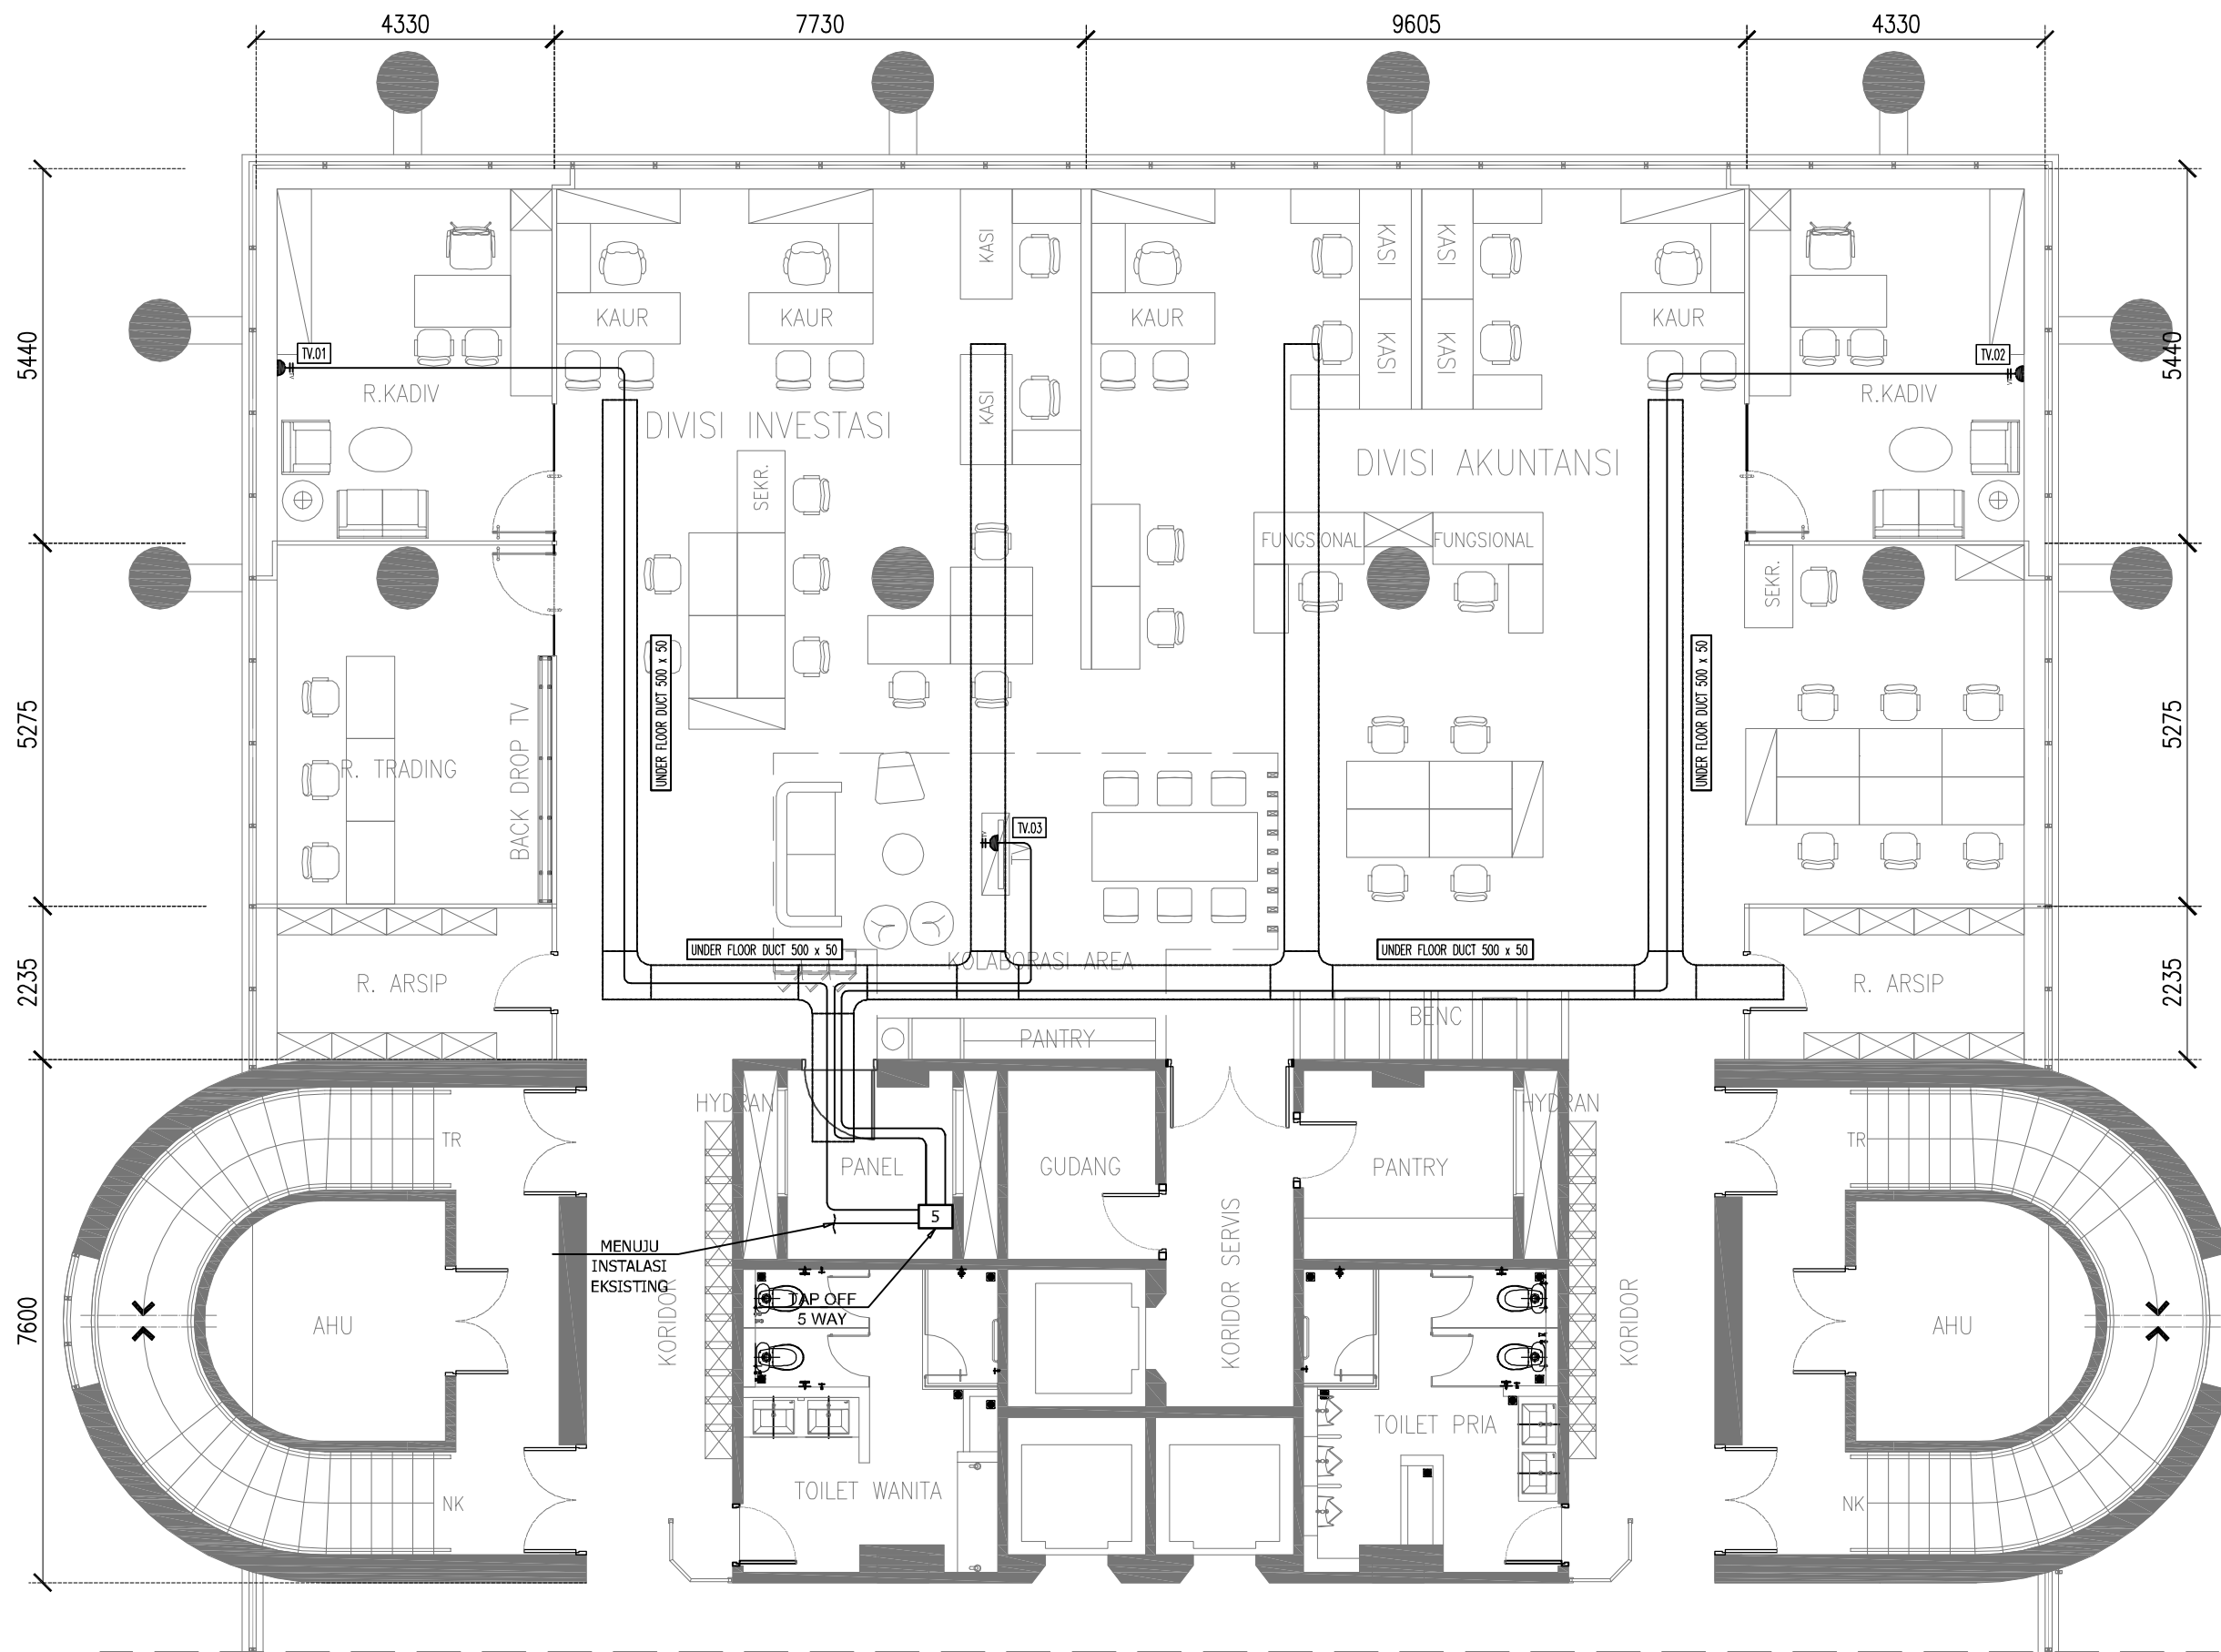 4330
7730
9605
4330
5440
5275
2235
7600
5440
5275
2235
KAUR
KAUR
KASI
KASI
KAUR
KASI
KASI
KASI
KASI
KAUR
TV.01
TV.02
R.KADIV
R.KADIV
DIVISI INVESTASI
DIVISI AKUNTANSI
SEKR.
FUNGSIONAL
FUNGSIONAL
SEKR.
UNDER FLOOR DUCT 500 x 50
UNDER FLOOR DUCT 500 x 50
R. TRADING
BACK DROP TV
TV.03
UNDER FLOOR DUCT 500 x 50
UNDER FLOOR DUCT 500 x 50
KOLABORASI AREA
R. ARSIP
R. ARSIP
PANTRY
BENC
HYDRAN
HYDRAN
TR
TR
PANEL
GUDANG
PANTRY
5
MENUJU
INSTALASI
EKSISTING
TAP OFF
5 WAY
KORIDOR
KORIDOR SERVIS
KORIDOR
AHU
AHU
TOILET PRIA
TOILET WANITA
NK
NK